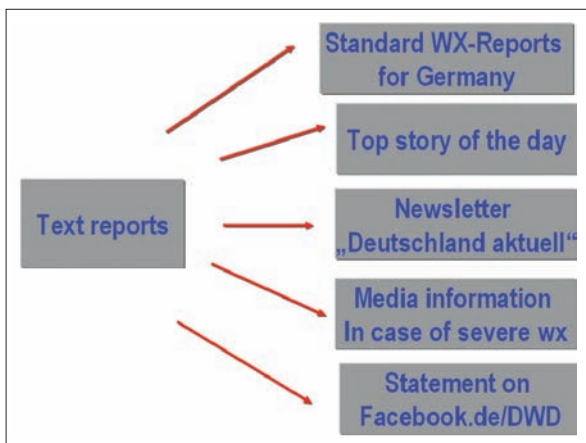 Standard WX-Reports
for Germany
Top story of the day
Text reports
Newsletter
„Deutschland aktuell“
Media information
In case of severe wx
Statement on
Facebook.de/DWD